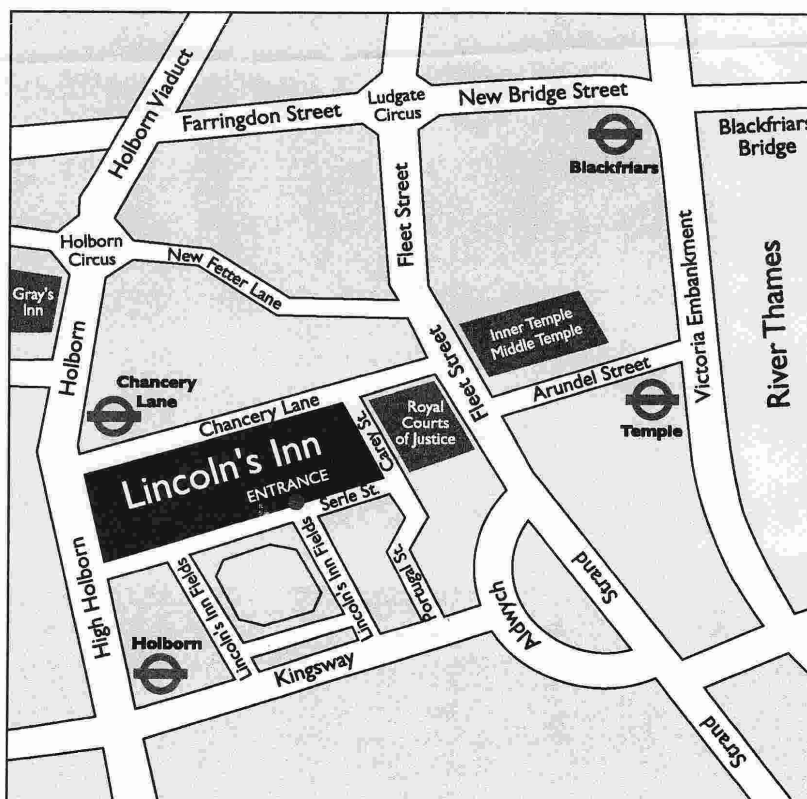 Holborn Viaduct
Farringdon Street
Ludgate
Circus
New Bridge Street
Blackfriars
Blackfriars
Bridge
Holborn
Circus
New Fetter Lane
Fleet Street
Victoria Embankment
River Thames
Gray's
Inn
Holborn
Inner Temple
Middle Temple
Fleet Street
Arundel Street
Chancery
Lane
Chancery Lane
Carey St.
Royal
Courts
of Justice
Temple
Lincoln's Inn
ENTRANCE
Serle St.
High Holborn
Lincoln's Inn Fields
Lincoln's Inn Fields
Portugal St.
Aldwych
Strand
Holborn
Kingsway
Strand